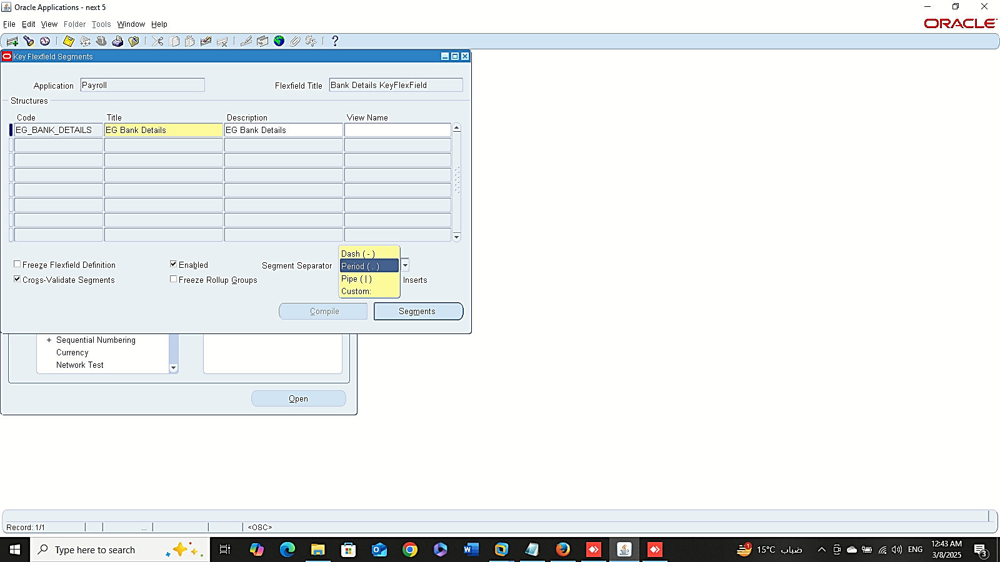 Oracle Applications - next 5
File Edit View Folder Tools Window Help
ORACLE
Key Flexfield Segments
Application Payroll Flexfield Title Bank Details KeyFlexField
Structures
Code Title Description View Name
EG_BANK_DETAILS EG Bank Details EG Bank Details
Dash ( - )
Freeze Flexfield Definition Enabled Segment Separator Period ( . )
Cross-Validate Segments Freeze Rollup Groups Pipe ( | ) Inserts
Custom:
Compile Segments
+ Sequential Numbering
Currency
Network Test
Open
Record: 1/1 ... <OSC>
Type here to search 1 15°C ضباب ENG 12:43 AM
3/8/2025 3